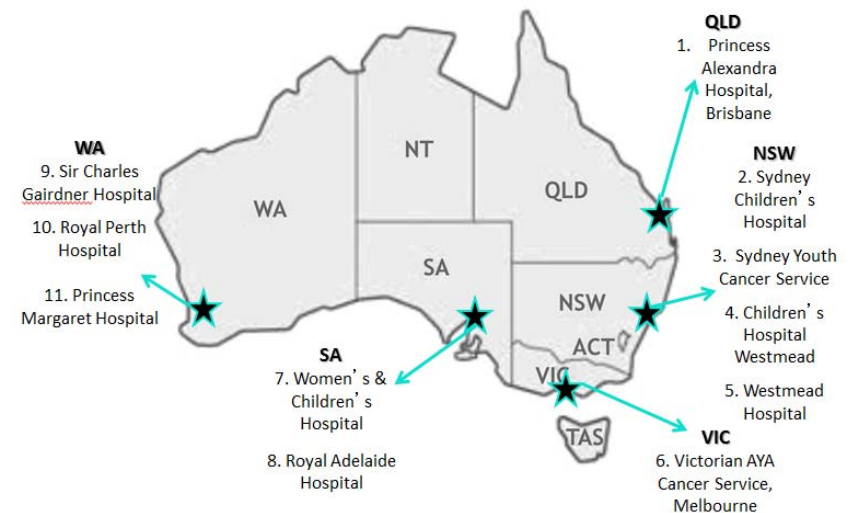 QLD
1. Princess
Alexandra
Hospital,
Brisbane
WA
9. Sir Charles
Gairdner Hospital
10. Royal Perth
Hospital
11. Princess
Margaret Hospital
NSW
2. Sydney
Children’s
Hospital
3. Sydney Youth
Cancer Service
4. Children’s
Hospital
Westmead
5. Westmead
Hospital
NT
WA
QLD
SA
NSW
ACT
VIC
TAS
SA
7. Women’s &
Children’s
Hospital
8. Royal Adelaide
Hospital
VIC
6. Victorian AYA
Cancer Service,
Melbourne